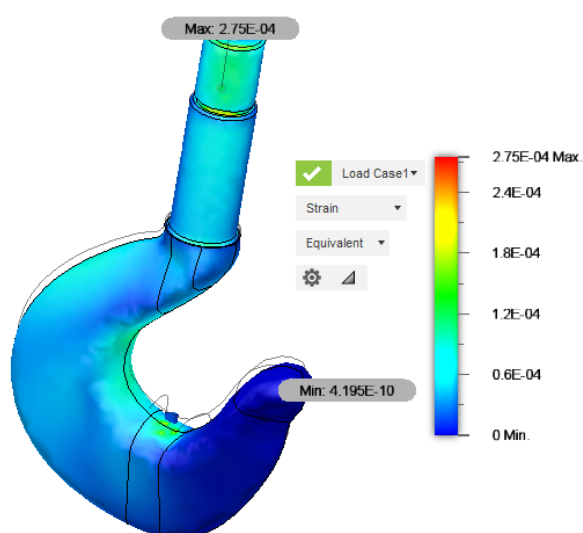 Max: 2.75E-04
Load Case1
Strain
Equivalent
2.75E-04 Max.
2.4E-04
1.8E-04
1.2E-04
0.6E-04
0 Min.
Min: 4.195E-10